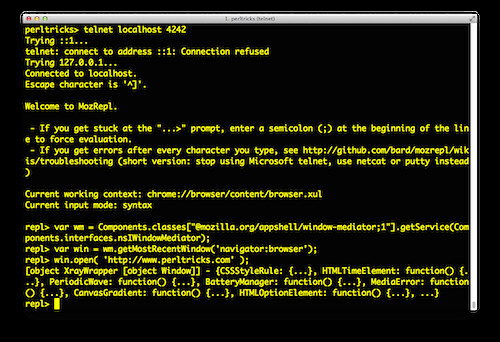 1. perltricks (telnet)
perltricks> telnet localhost 4242
Trying ::1...
telnet: connect to address ::1: Connection refused
Trying 127.0.0.1...
Connected to localhost.
Escape character is '^]'.
Welcome to MozRepl.
- If you get stuck at the "...>" prompt, enter a semicolon (;) at the beginning of the lin
e to force evaluation.
- If you get errors after every character you type, see http://github.com/bard/mozrepl/wik
is/troubleshooting (short version: stop using Microsoft telnet, use netcat or putty instead
)
Current working context: chrome://browser/content/browser.xul
Current input mode: syntax
repl> var wm = Components.classes["@mozilla.org/appshell/window-mediator;1"].getService(Com
ponents.interfaces.nsIWindowMediator);
repl> var win = wm.getMostRecentWindow('navigator:browser');
repl> win.open( 'http://www.perltricks.com' );
[object XrayWrapper [object Window]] - {CSSStyleRule: {...}, HTMLTimeElement: function() {.
..}, PeriodicWave: function() {...}, BatteryManager: function() {...}, MediaError: function
() {...}, CanvasGradient: function() {...}, HTMLOptionElement: function() {...}, ...}
repl>